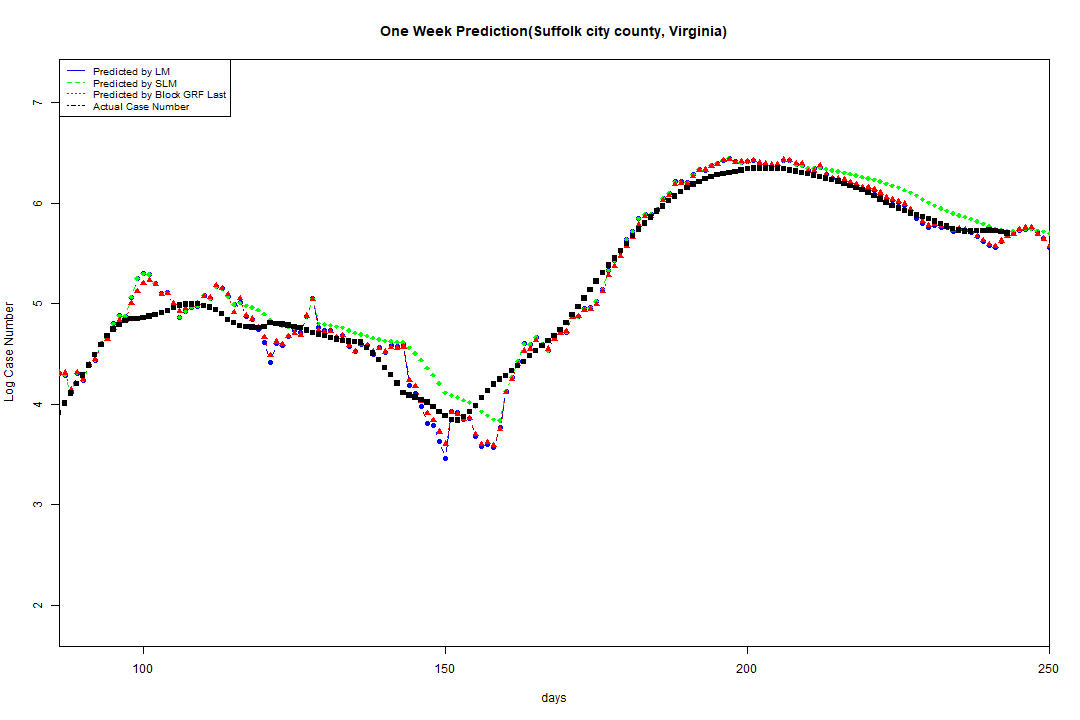 One Week Prediction(Suffolk city county, Virginia)
Predicted by LM
Predicted by SLM
Predicted by Block GRF Last
Actual Case Number
7
6
5
4
3
2
Log Case Number
100
150
200
250
days